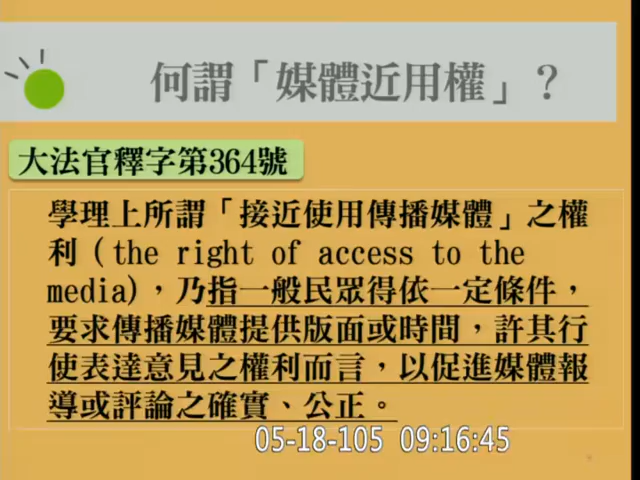 何謂「媒體近用權」?
大法官釋字第364號
學理上所謂「接近使用傳播媒體」之權
利(the right of access to the
media),乃指一般民眾得依一定條件,
要求傳播媒體提供版面或時間,許其行
使表達意見之權利而言,以促進媒體報
導或評論之確實、公正。
05-18-105 09:16:45